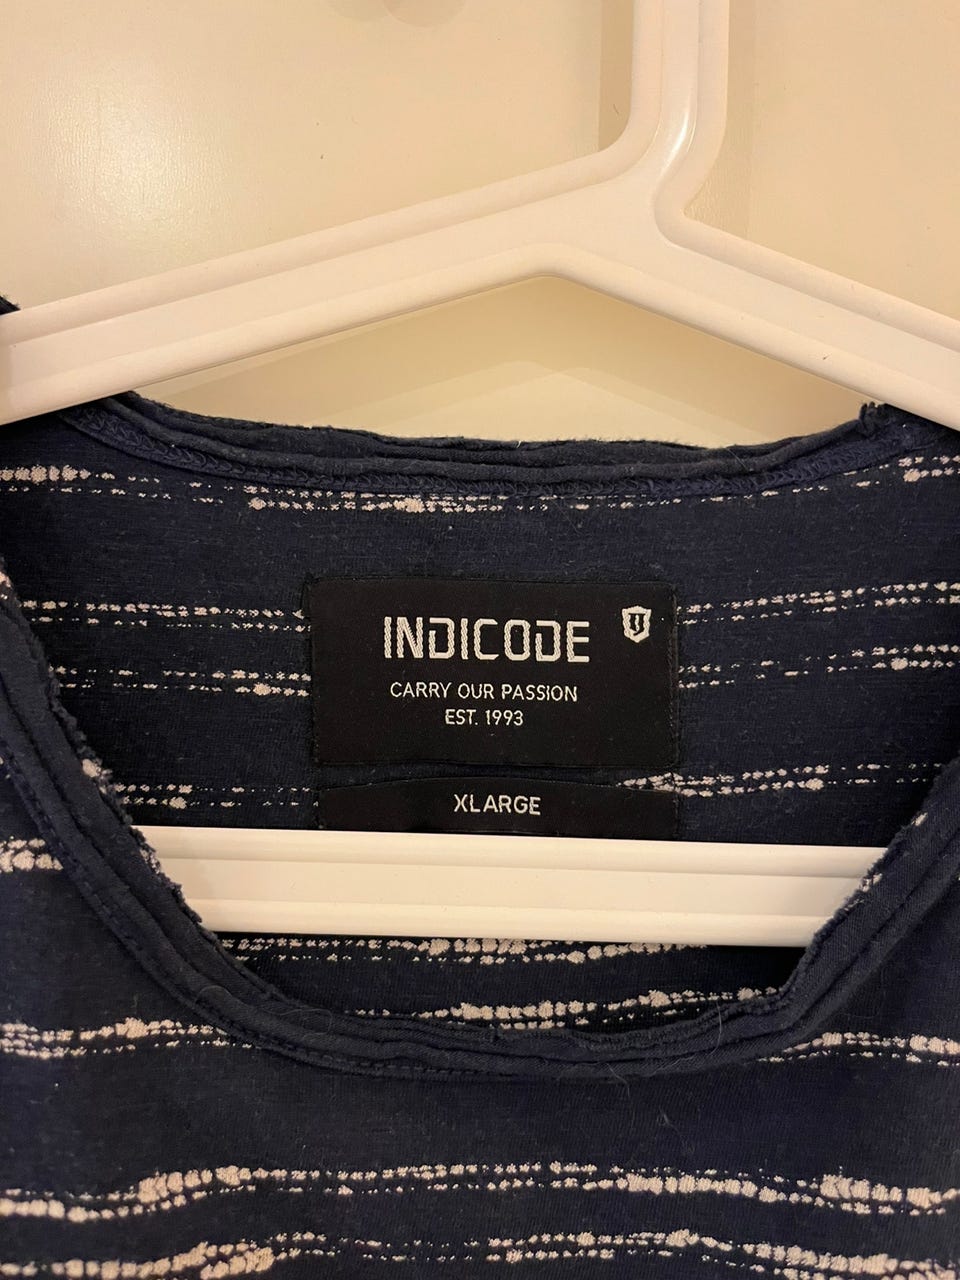 INDICODE
CARRY OUR PASSION
EST. 1993
XLARGE